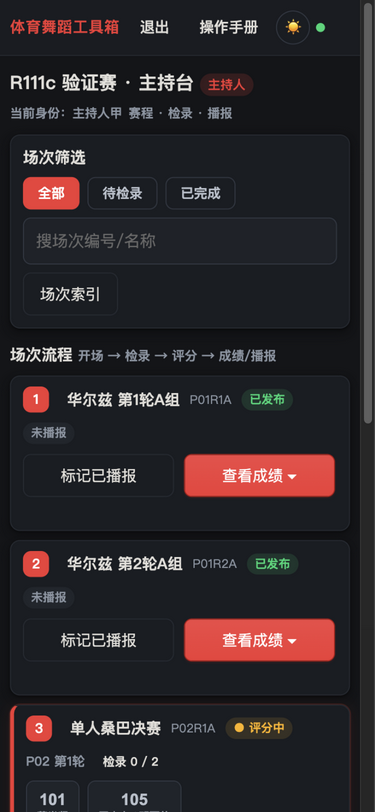 体育舞蹈工具箱 退出 操作手册
R111c 验证赛 · 主持台 主持人
当前身份：主持人甲 赛程 · 检录 · 播报
场次筛选
全部 待检录 已完成
搜场次编号/名称
场次索引
场次流程 开场 → 检录 → 评分 → 成绩/播报
1 华尔兹 第1轮A组 P01R1A 已发布
未播报
标记已播报 查看成绩
2 华尔兹 第2轮A组 P01R2A 已发布
未播报
标记已播报 查看成绩
3 单人桑巴决赛 P02R1A 评分中
P02 第1轮 检录 0 / 2
101 105